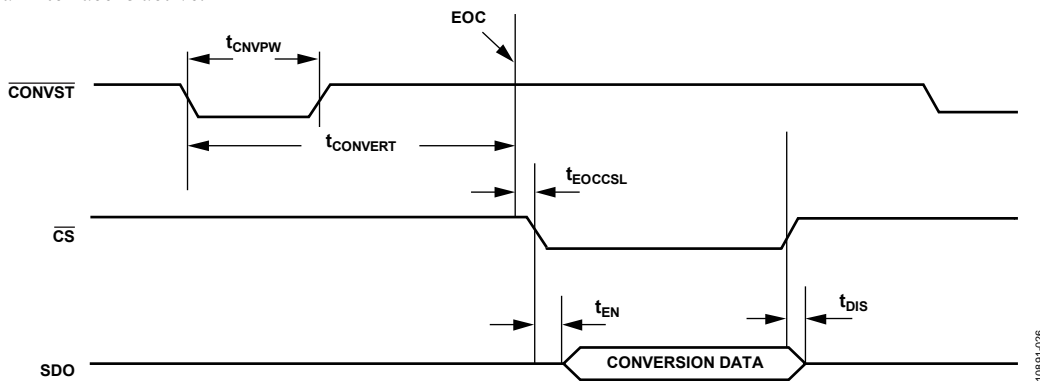 EOC
tCNVPW
CONVST
tCONVERT
tEOCCSL
CS
tEN
tDIS
SDO
CONVERSION DATA
10891-026